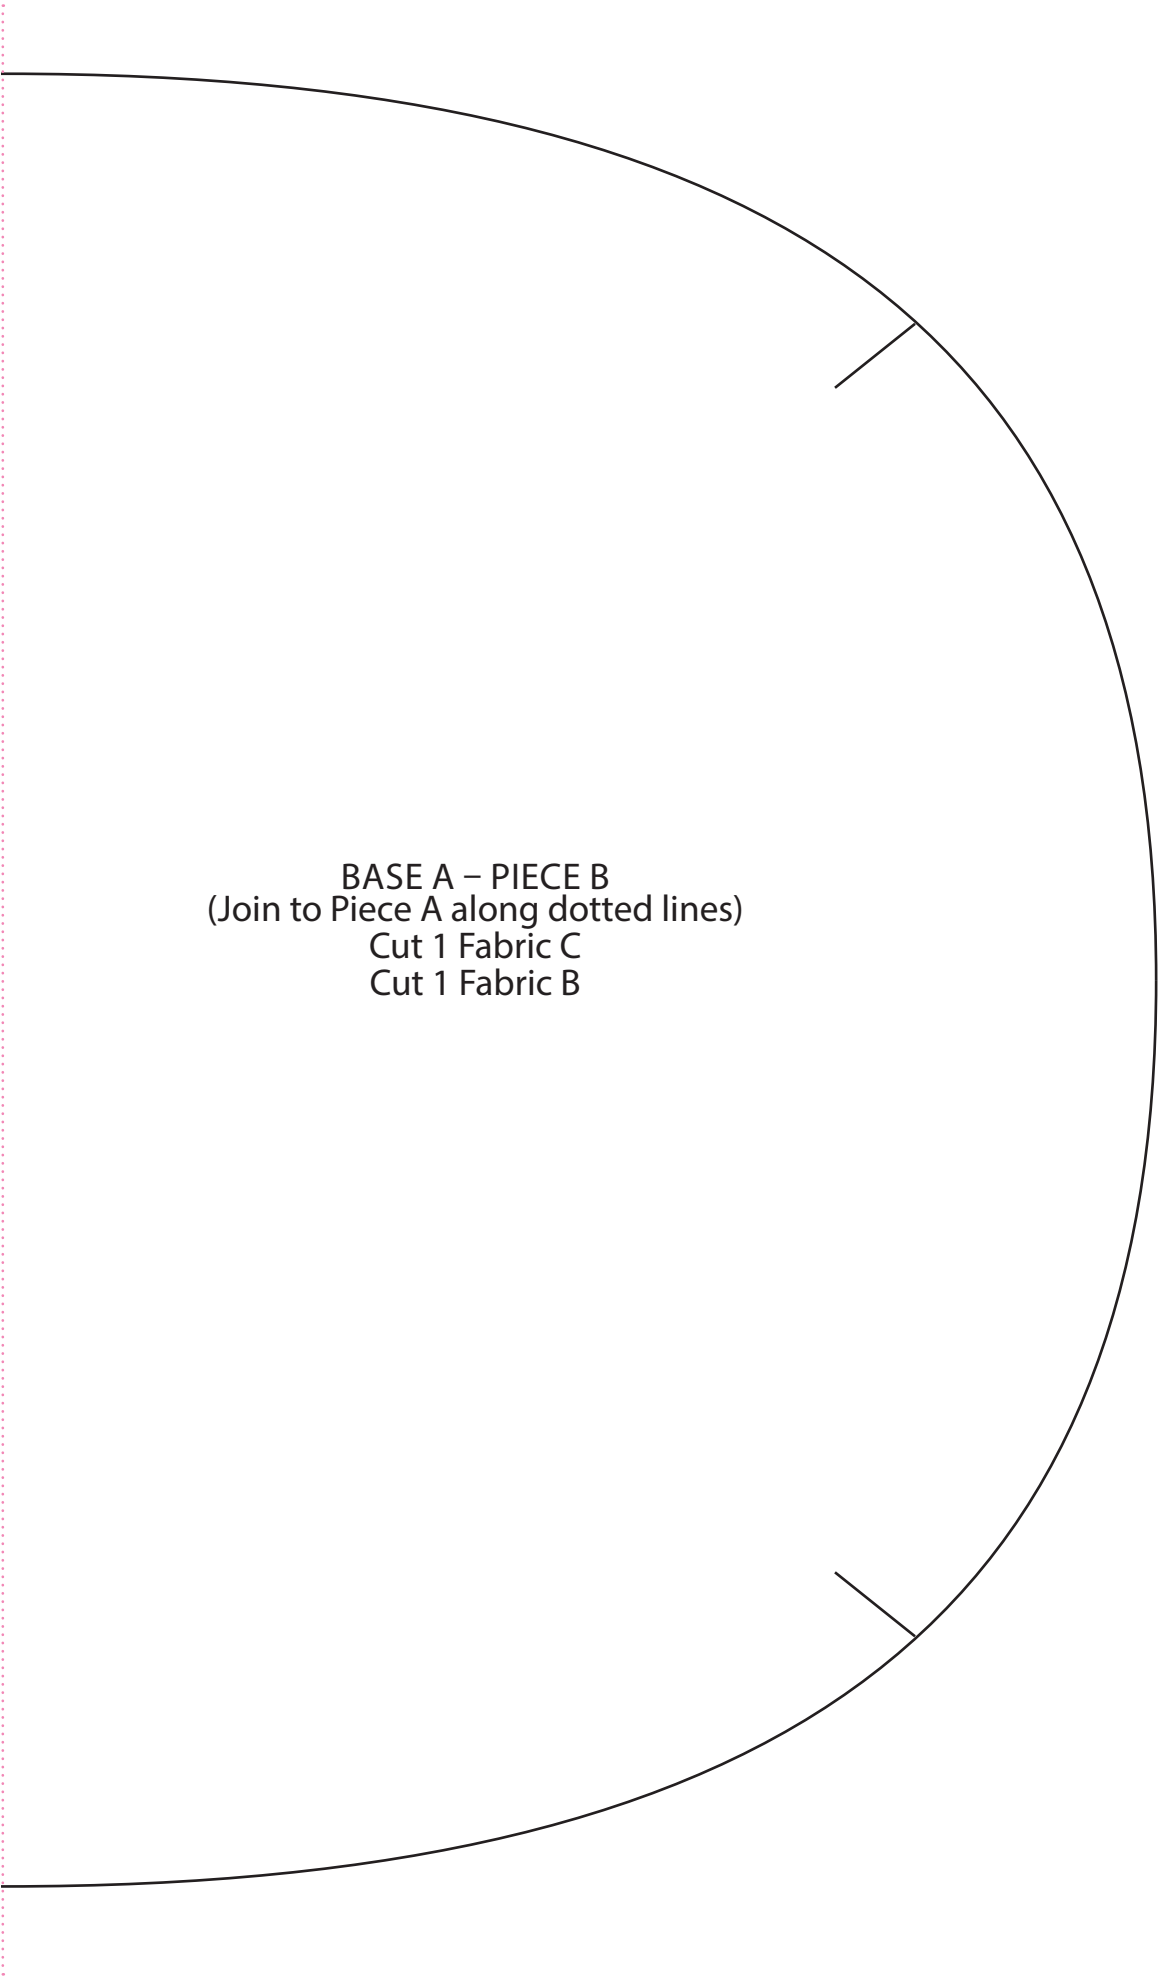 BASE A – PIECE B
(Join to Piece A along dotted lines)
Cut 1 Fabric C
Cut 1 Fabric B